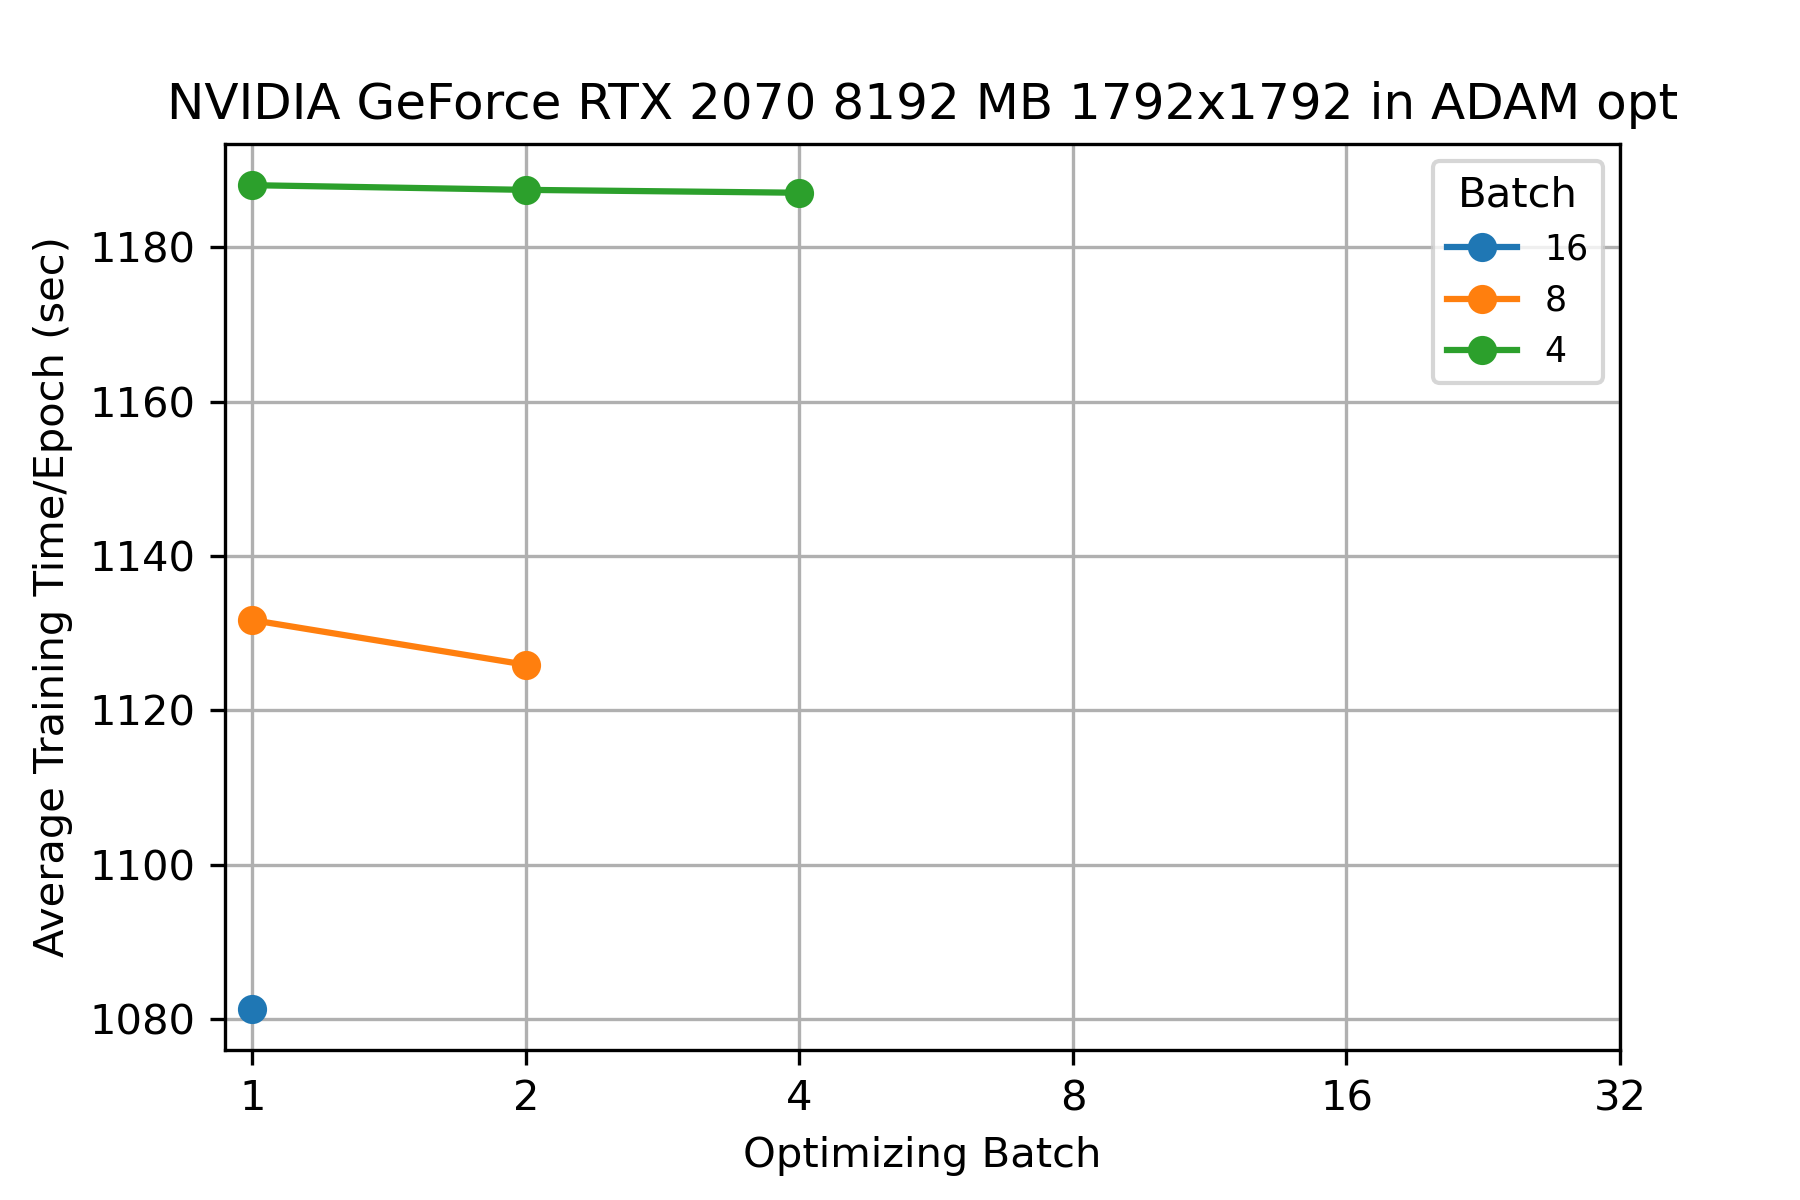 NVIDIA GeForce RTX 2070 8192 MB 1792x1792 in ADAM opt
Batch
16
8
4
Average Training Time/Epoch (sec)
1180
1160
1140
1120
1100
1080
1 2 4 8 16 32
Optimizing Batch